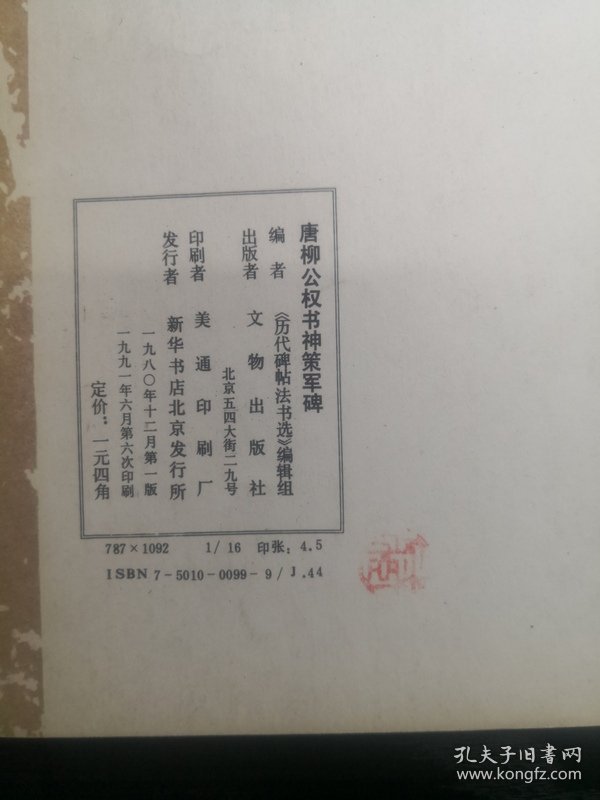 唐柳公权书神策军碑
编者 《历代碑帖法书选》编辑组
出版者 文物出版社
北京五四大街二九号
印刷者 美通印刷厂
发行者 新华书店北京发行所
一九八〇年十二月第一版
一九九一年六月第六次印刷
定价：一元四角
787×1092 1/16 印张：4.5
ISBN 7-5010-0099-9/J.44
孔夫子旧书网
www.kongfz.com